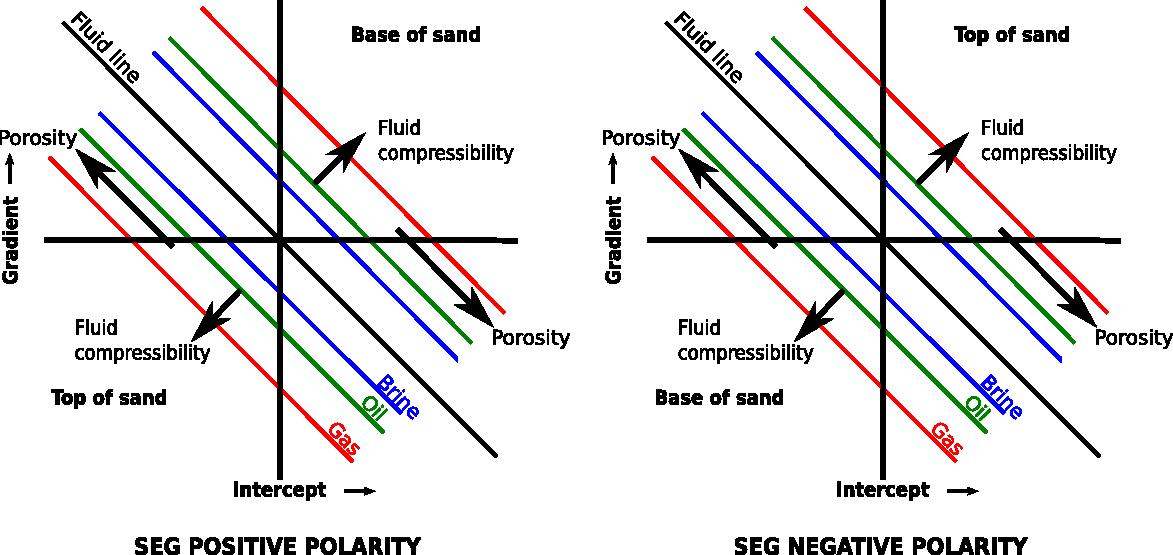 Fluid line
Base of sand
Porosity
Fluid
compressibility
Gradient
Fluid
compressibility
Porosity
Top of sand
Brine
Oil
Gas
Intercept
SEG POSITIVE POLARITY
Fluid line
Top of sand
Porosity
Fluid
compressibility
Gradient
Fluid
compressibility
Porosity
Base of sand
Brine
Oil
Gas
Intercept
SEG NEGATIVE POLARITY